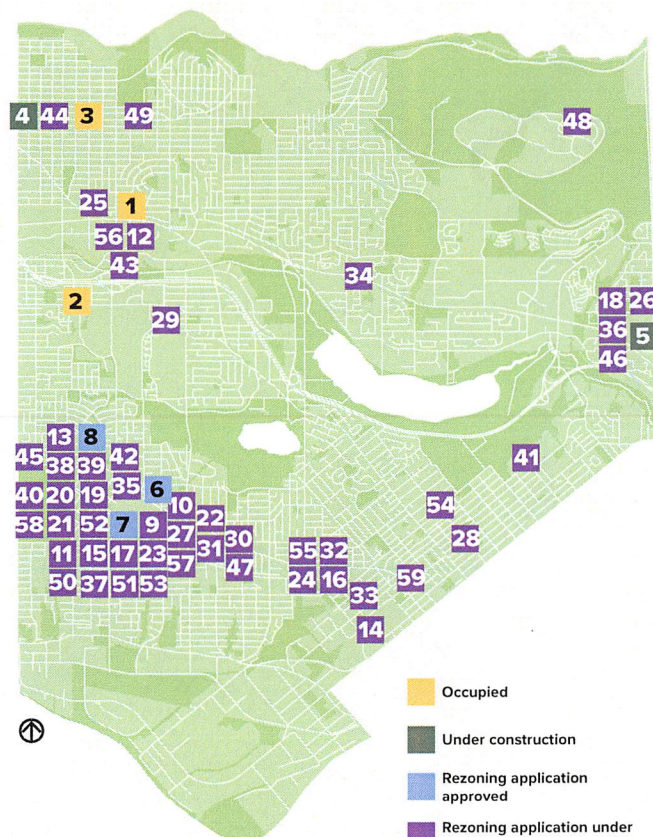 4 44 3 49
48
25 1
56 12
43
34
2
29
18 26
36 5
46
13 8
45 38 39 42
41
40 20 19 35 6
10
54
58 21 52 7 9 22
27 30
28
11 15 17 23 31
55 32
57 47
50 37 51 53
24 16
59
33
14
Occupied
Under construction
Rezoning application
approved
Rezoning application under